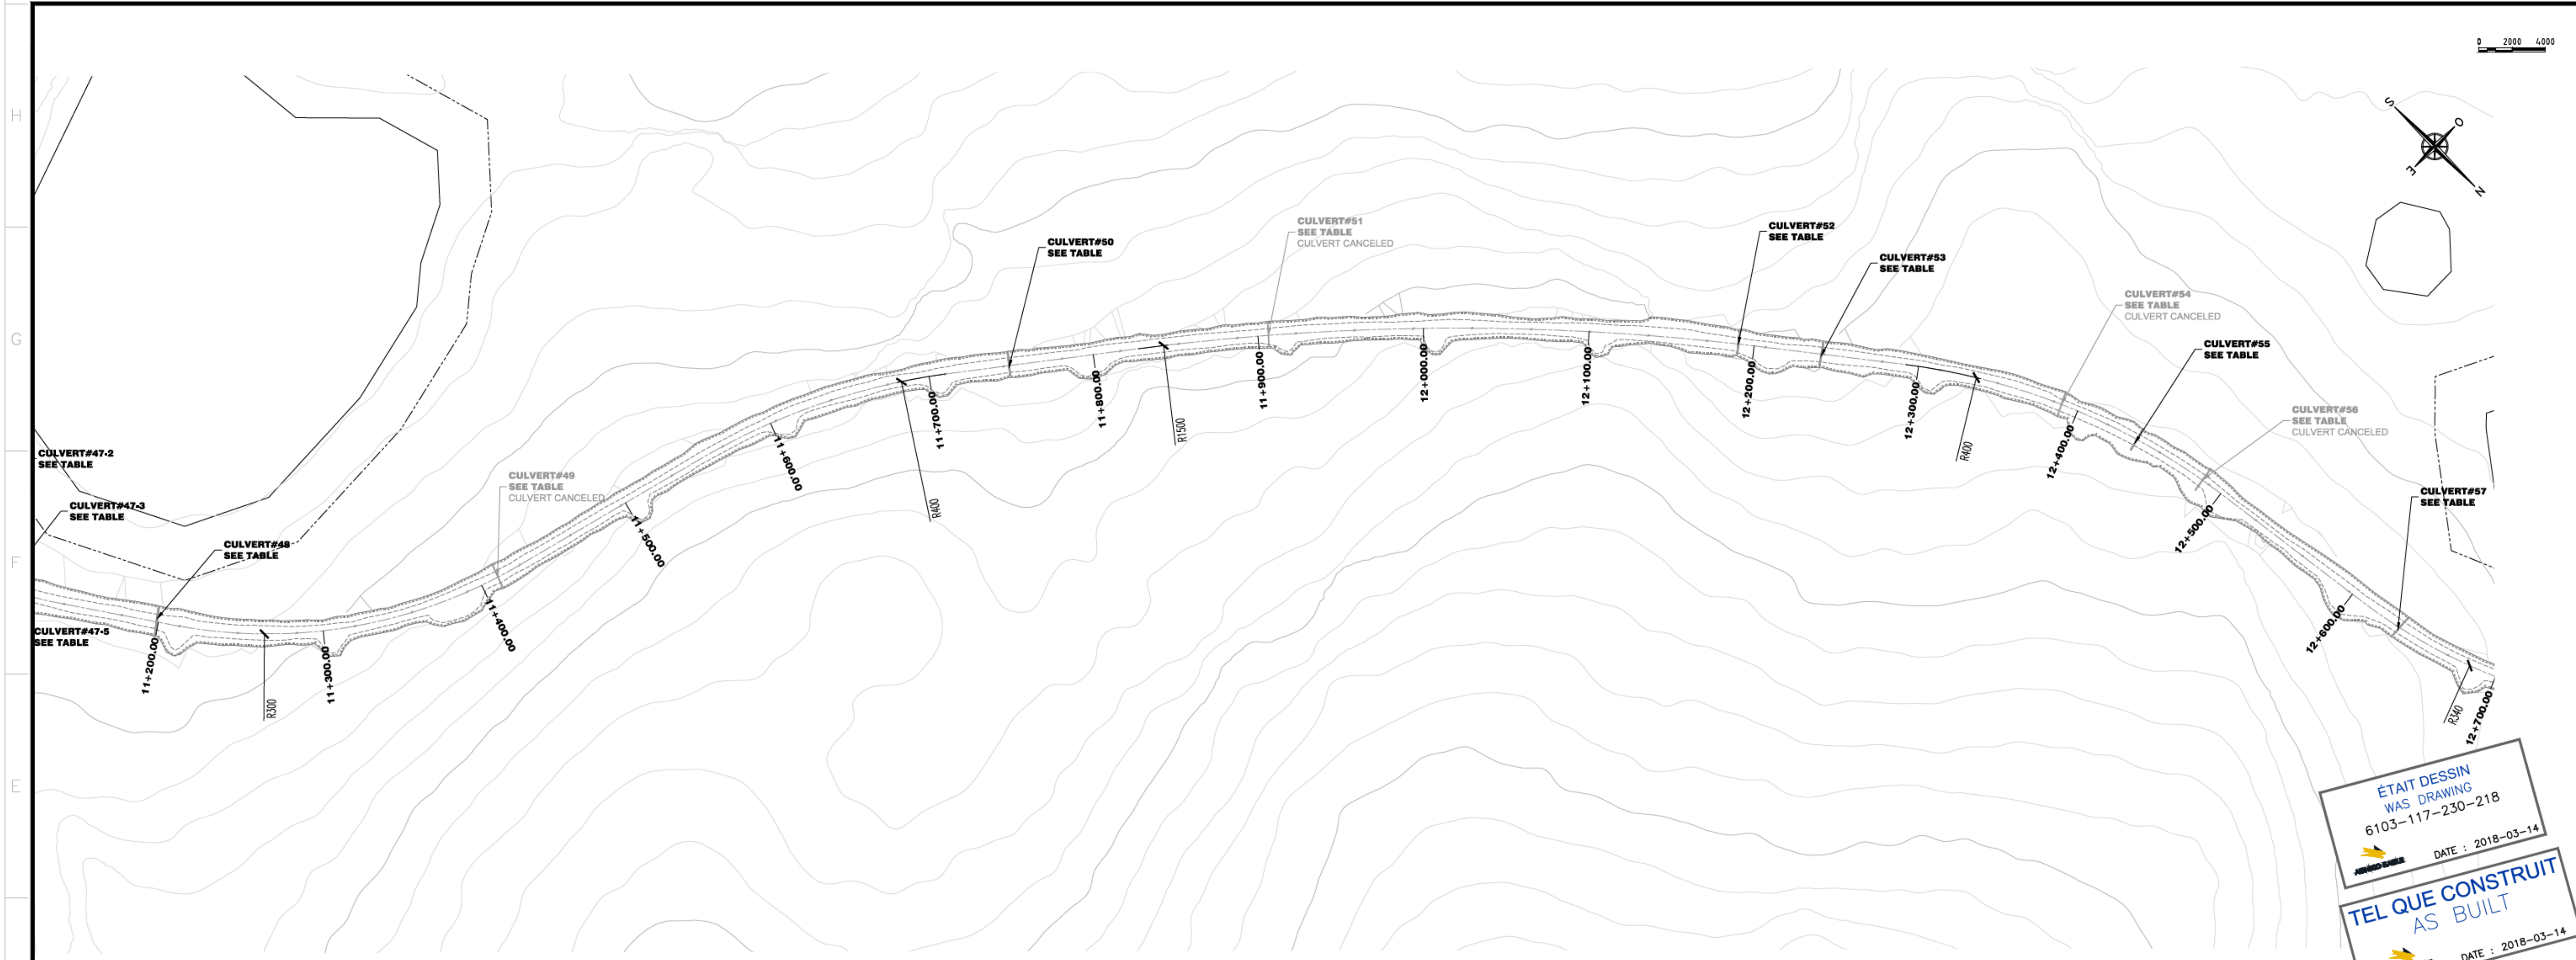 0 2000 4000
H
S
O
E
N
CULVERT#51
SEE TABLE
CULVERT CANCELED
CULVERT#52
SEE TABLE
CULVERT#50
SEE TABLE
CULVERT#53
SEE TABLE
CULVERT#54
SEE TABLE
CULVERT CANCELED
G
CULVERT#55
SEE TABLE
11+700.00
11+800.00
11+900.00
12+000.00
12+100.00
12+200.00
12+300.00
12+400.00
R1500
R400
CULVERT#56
SEE TABLE
CULVERT CANCELED
CULVERT#47-2
SEE TABLE
CULVERT#49
SEE TABLE
CULVERT CANCELED
11+600.00
R400
CULVERT#57
SEE TABLE
CULVERT#47-3
SEE TABLE
11+500.00
12+500.00
CULVERT#48
SEE TABLE
F
11+400.00
12+600.00
CULVERT#47-5
SEE TABLE
11+200.00
11+300.00
R300
R340
12+700.00
E
ÉTAIT DESSIN
WAS DRAWING
6103-117-230-218
DATE : 2018-03-14
TEL QUE CONSTRUIT
AS BUILT
DATE : 2018-03-14